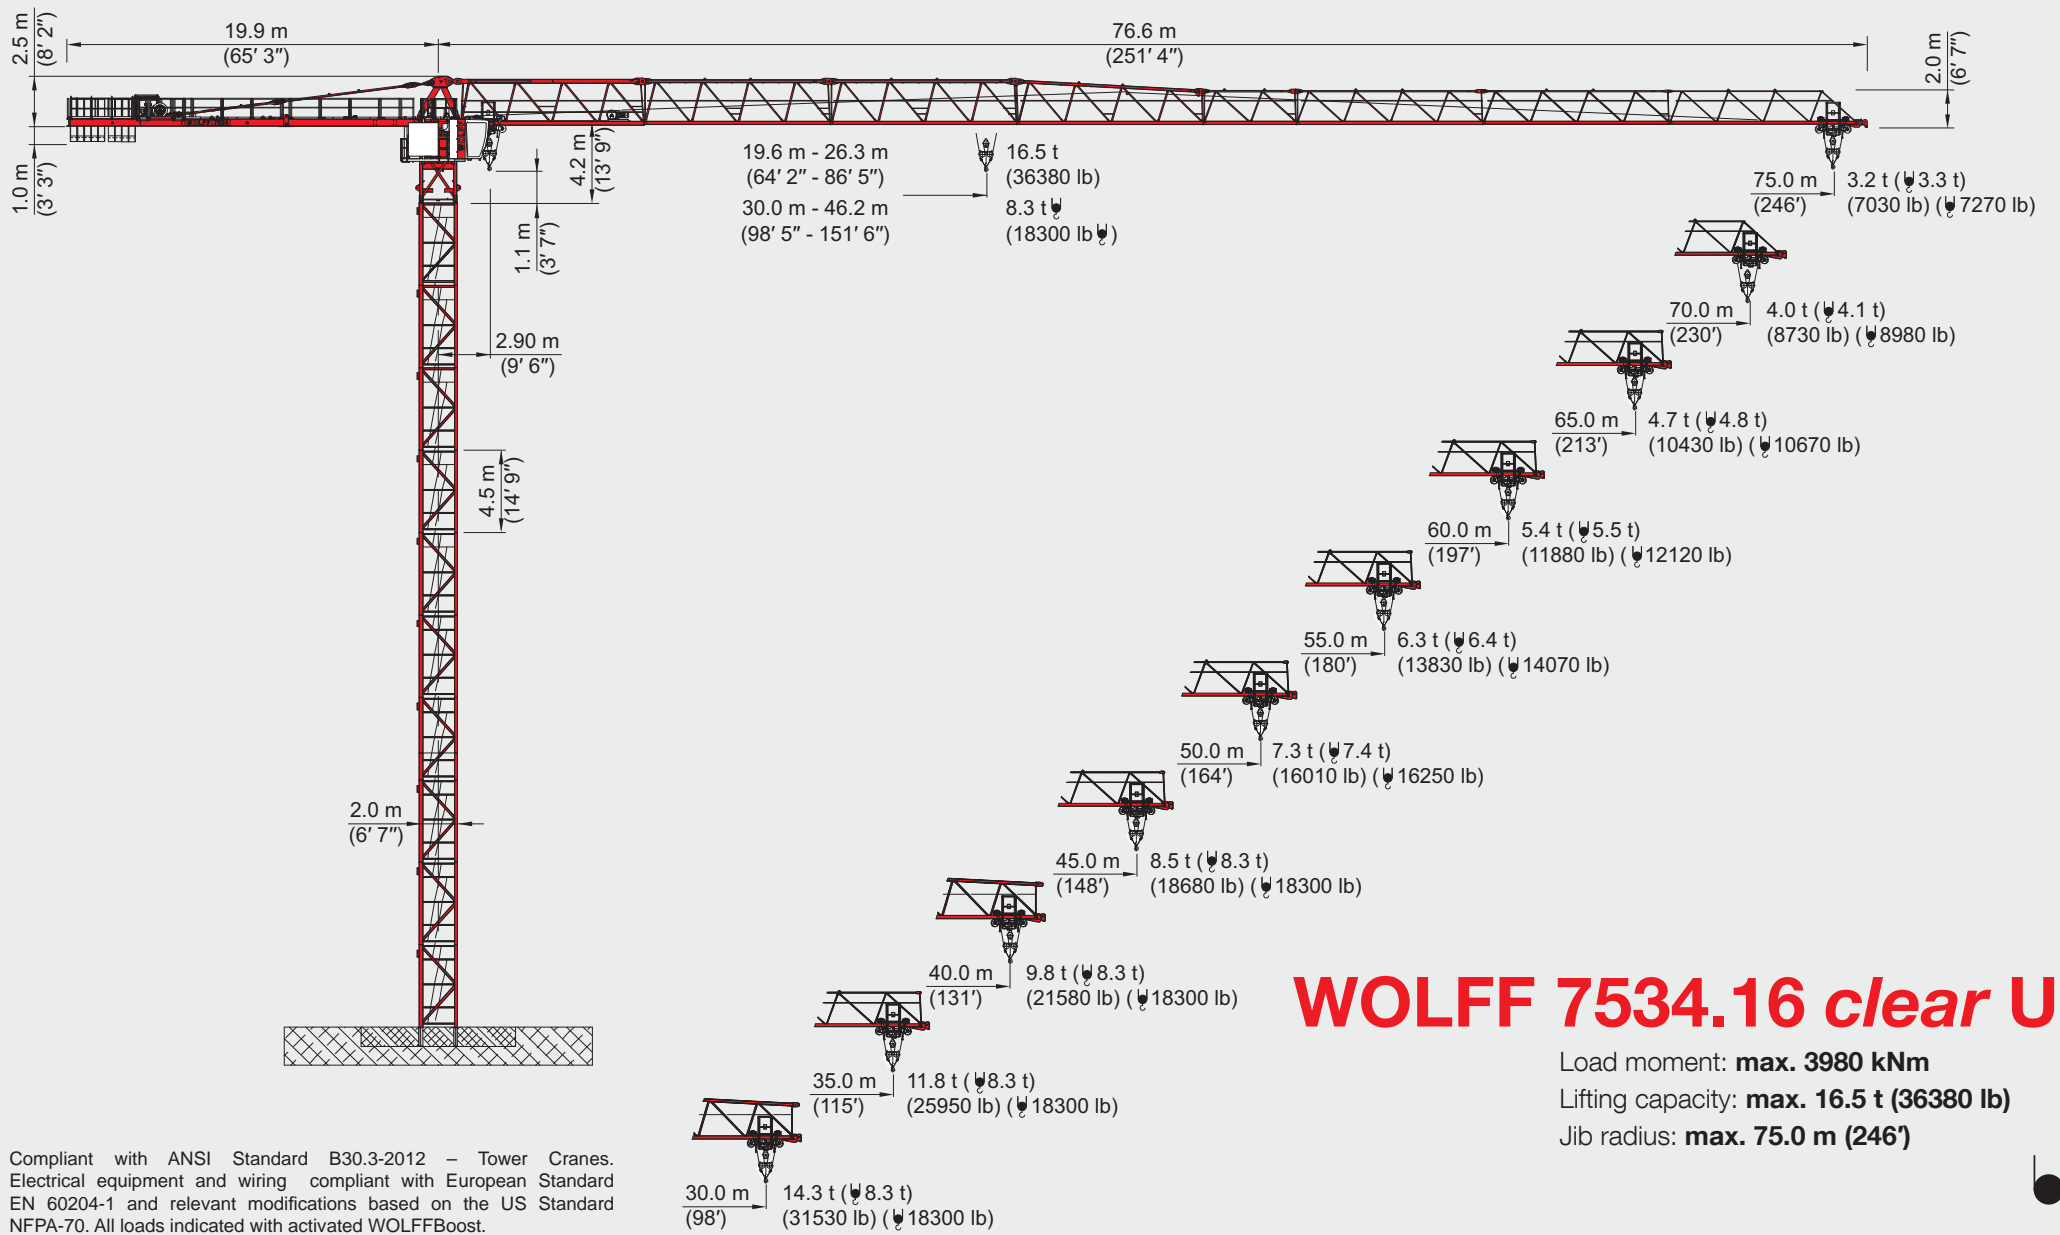 19.9 m
(65′ 3″)
76.6 m
(251′ 4″)
2.5 m
(8′ 2″)
2.0 m
(6′ 7″)
1.0 m
(3′ 3″)
4.2 m
(13′ 9″)
1.1 m
(3′ 7″)
19.6 m - 26.3 m
(64′ 2″ - 86′ 5″)
16.5 t
(36380 lb)
30.0 m - 46.2 m
(98′ 5″ - 151′ 6″)
8.3 t
(18300 lb)
75.0 m 3.2 t (3.3 t)
(246′) (7030 lb) (7270 lb)
2.90 m
(9′ 6″)
70.0 m 4.0 t (4.1 t)
(230′) (8730 lb) (8980 lb)
65.0 m 4.7 t (4.8 t)
(213′) (10430 lb) (10670 lb)
4.5 m
(14′ 9″)
60.0 m 5.4 t (5.5 t)
(197′) (11880 lb) (12120 lb)
55.0 m 6.3 t (6.4 t)
(180′) (13830 lb) (14070 lb)
50.0 m 7.3 t (7.4 t)
(164′) (16010 lb) (16250 lb)
2.0 m
(6′ 7″)
45.0 m 8.5 t (8.3 t)
(148′) (18680 lb) (18300 lb)
40.0 m 9.8 t (8.3 t)
(131′) (21580 lb) (18300 lb)
35.0 m 11.8 t (8.3 t)
(115′) (25950 lb) (18300 lb)
30.0 m 14.3 t (8.3 t)
(98′) (31530 lb) (18300 lb)
WOLFF 7534.16 clear U
Load moment: max. 3980 kNm
Lifting capacity: max. 16.5 t (36380 lb)
Jib radius: max. 75.0 m (246′)
Compliant with ANSI Standard B30.3-2012 – Tower Cranes.
Electrical equipment and wiring compliant with European Standard
EN 60204-1 and relevant modifications based on the US Standard
NFPA-70. All loads indicated with activated WOLFFBoost.